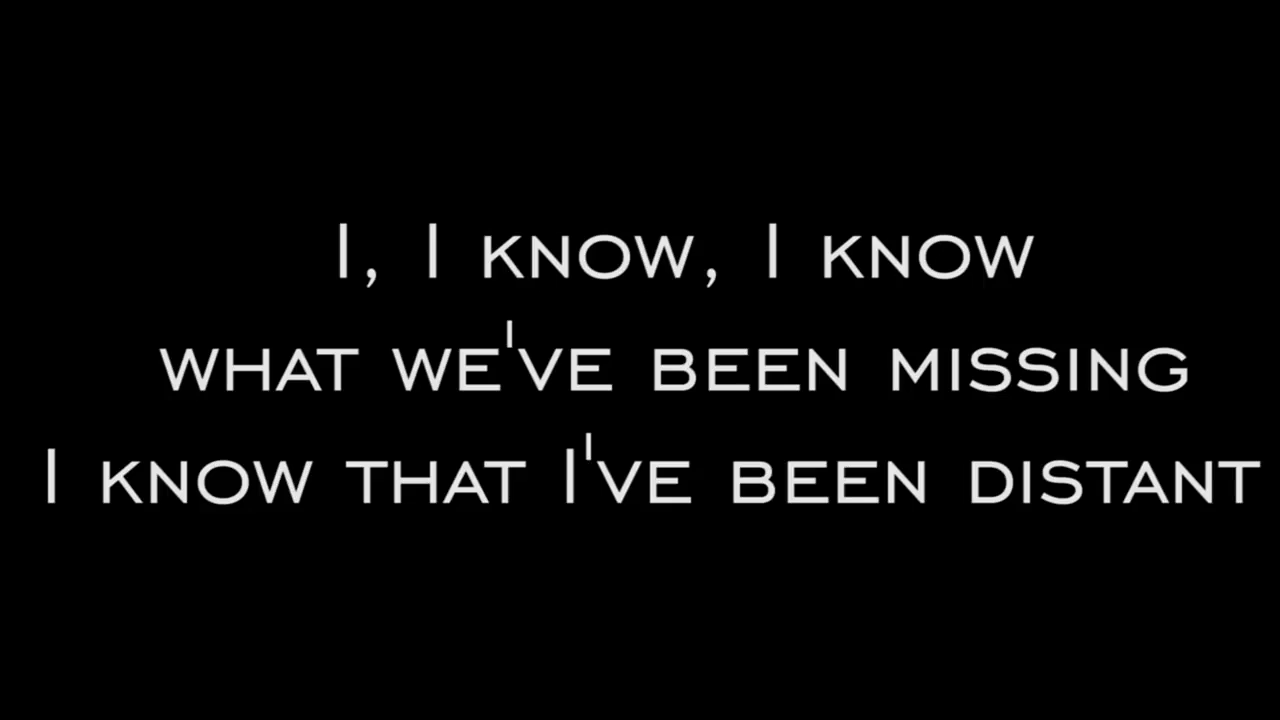 I, I KNOW, I KNOW
WHAT WE'VE BEEN MISSING
I KNOW THAT I'VE BEEN DISTANT